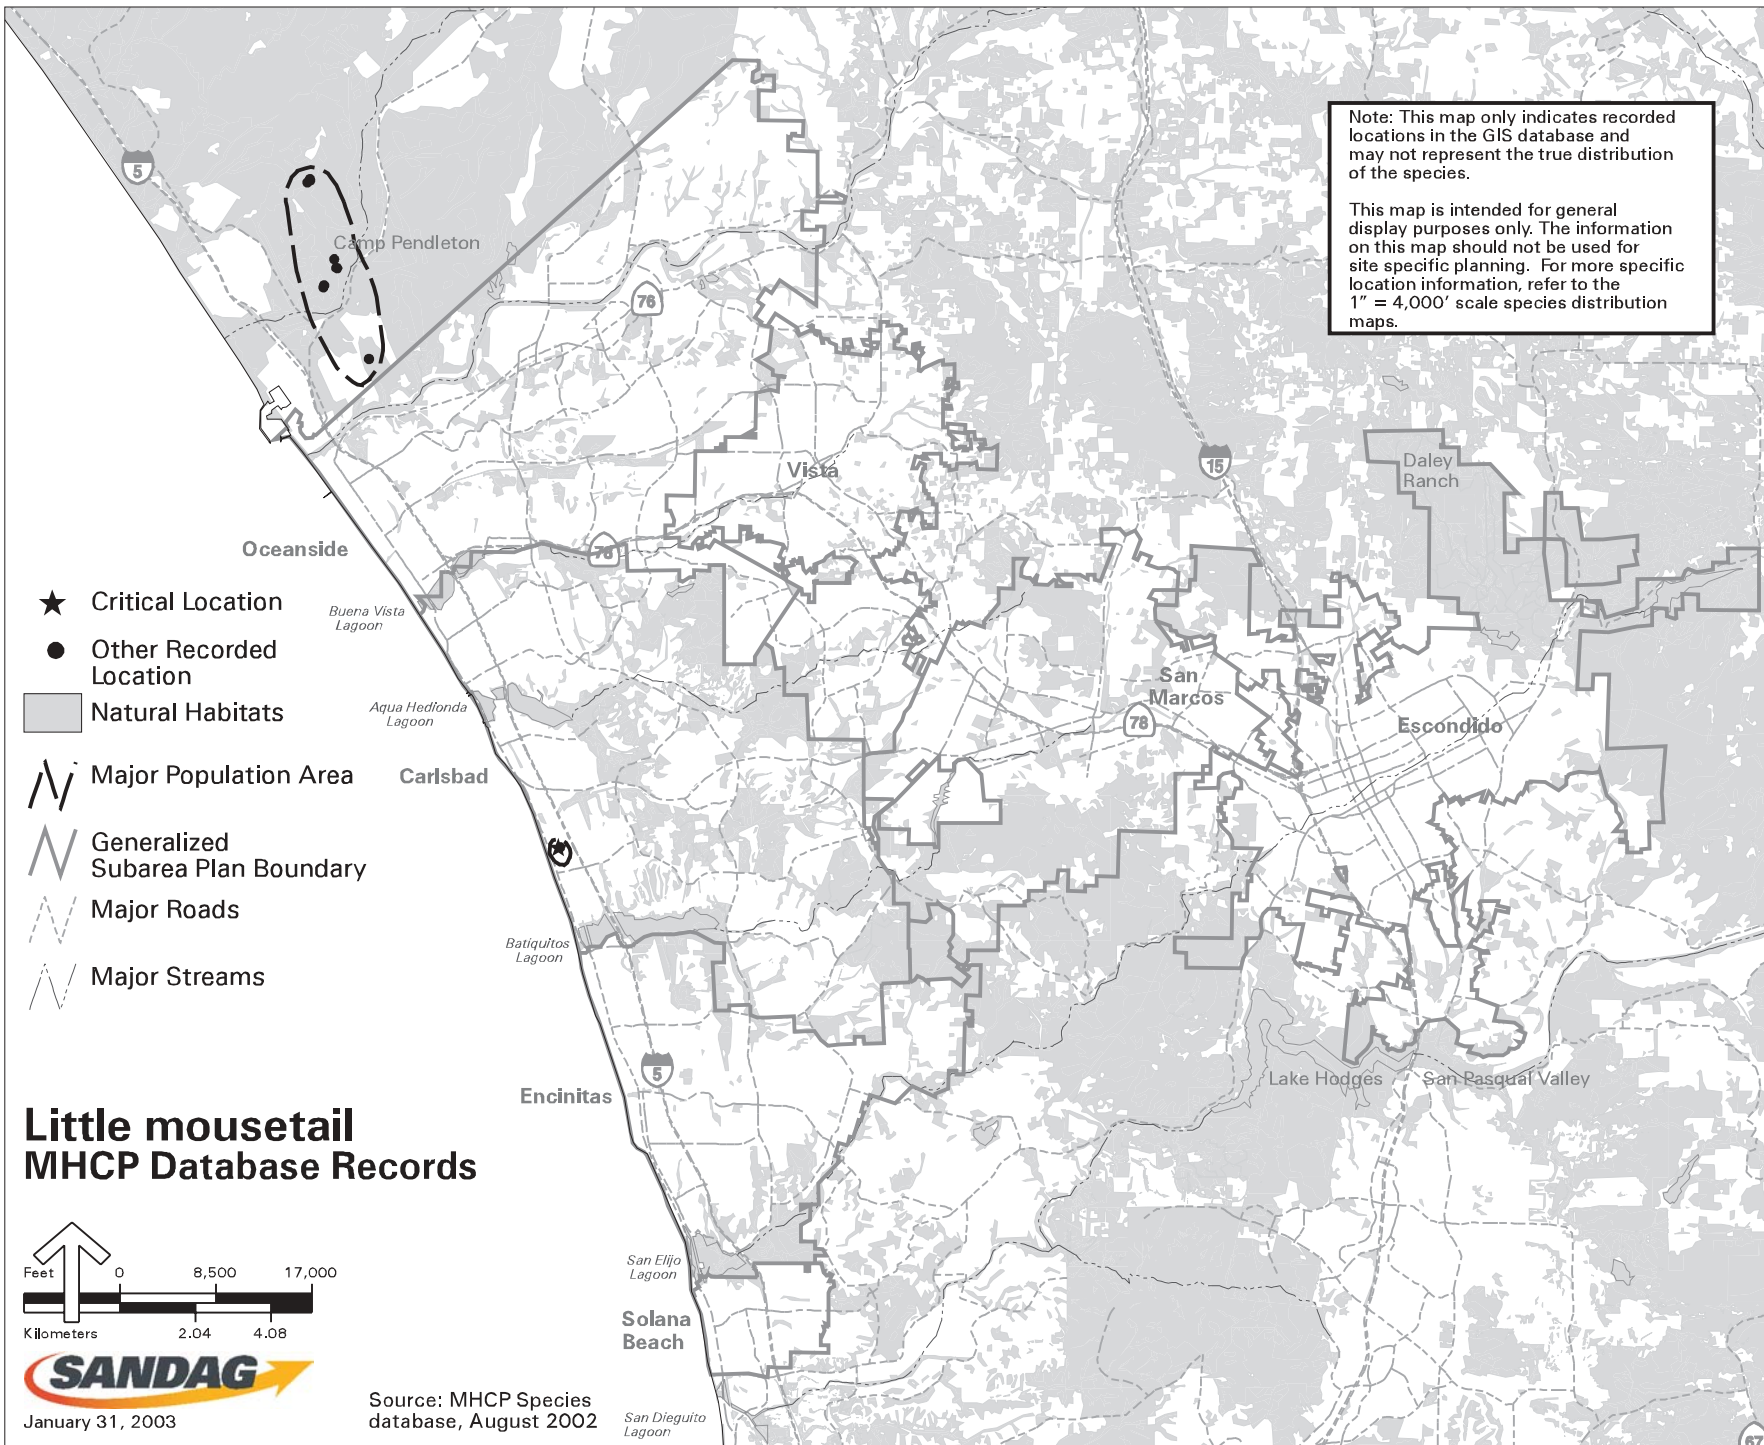 Note: This map only indicates recorded
locations in the GIS database and
may not represent the true distribution
of the species.
This map is intended for general
display purposes only. The information
on this map should not be used for
site specific planning. For more specific
location information, refer to the
1” = 4,000’ scale species distribution
maps.
5
Camp Pendleton
76
Vista
15
Daley
Ranch
Oceanside
78
Buena Vista
Lagoon
San
Marcos
78
Escondido
Aqua Hedionda
Lagoon
Carlsbad
Batiquitos
Lagoon
5
Encinitas
Lake Hodges
San Pasqual Valley
San Elijo
Lagoon
Solana
Beach
San Dieguito
Lagoon
67
Critical Location
Other Recorded
Location
Natural Habitats
Major Population Area
Generalized
Subarea Plan Boundary
Major Roads
Major Streams
Little mousetail
MHCP Database Records
Feet 0 8,500 17,000
Kilometers 2.04 4.08
SANDAG
January 31, 2003
Source: MHCP Species
database, August 2002